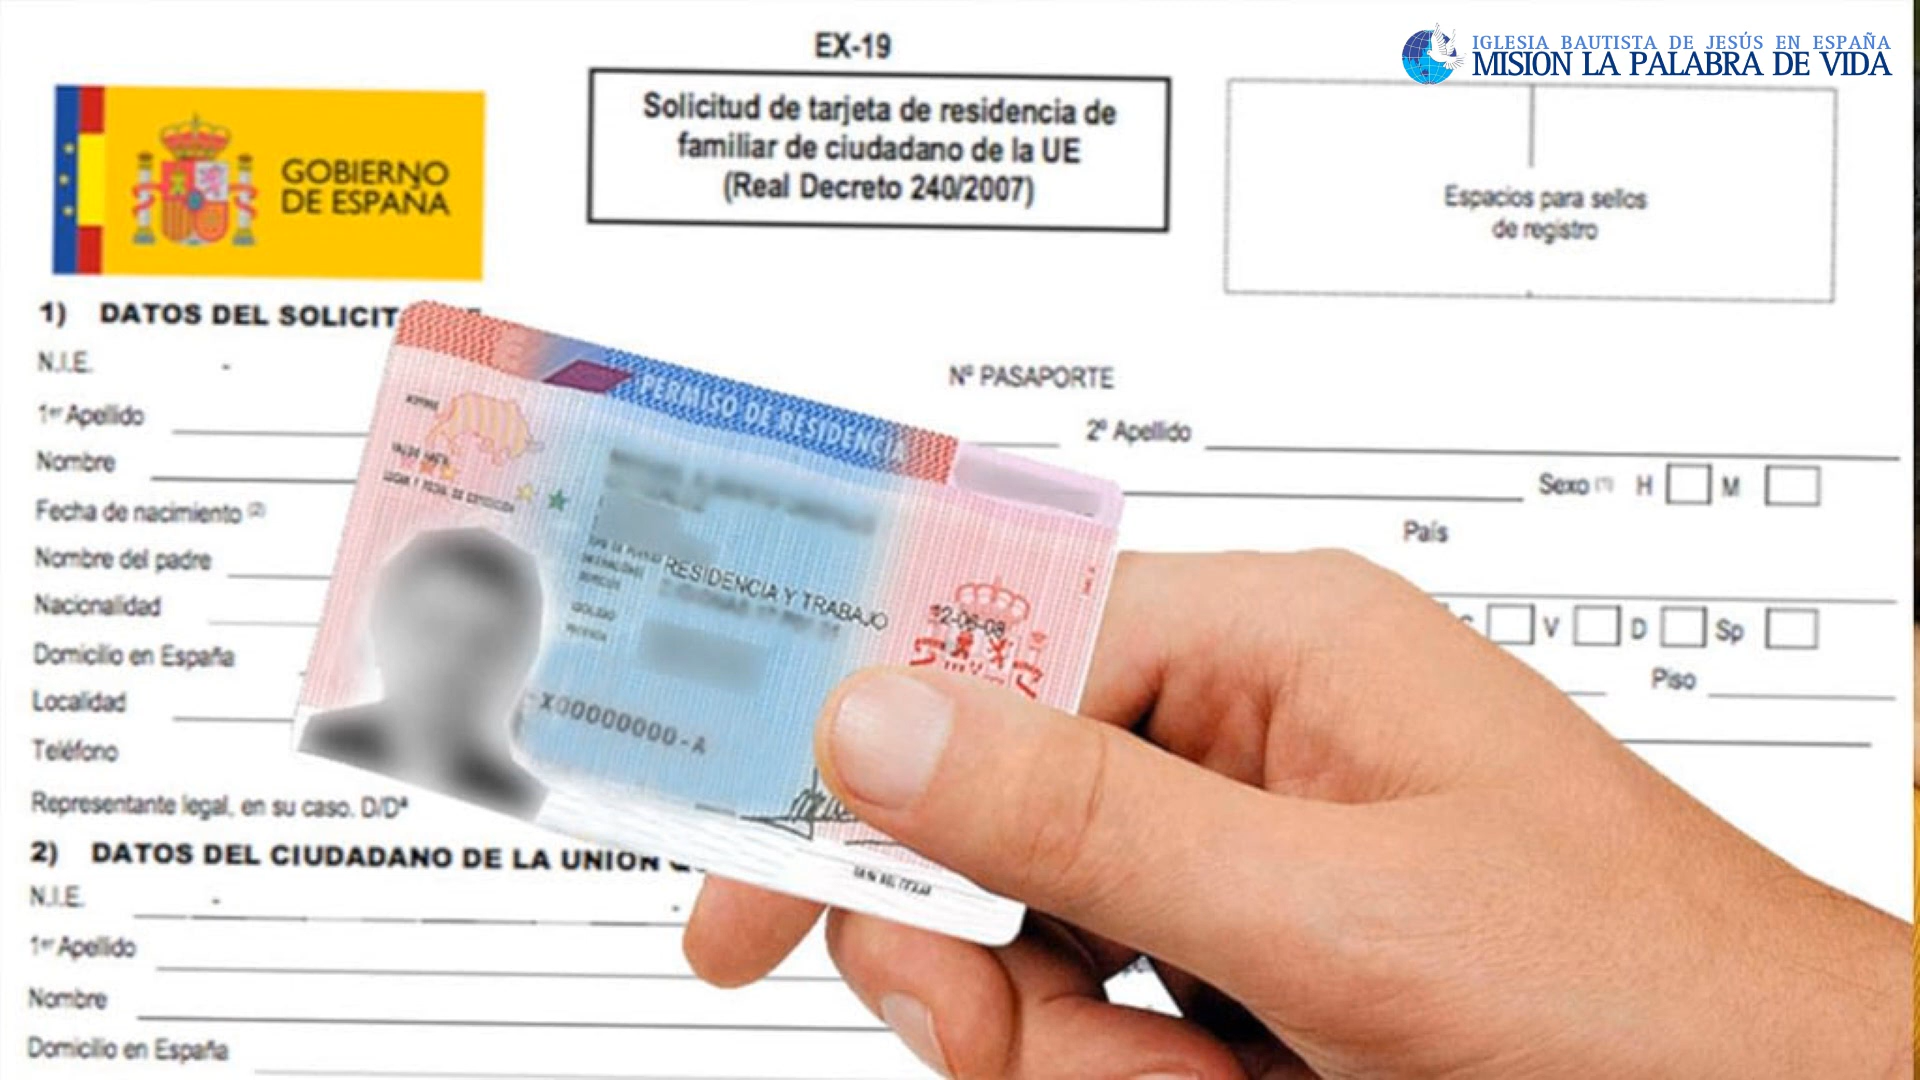 EX-19
IGLESIA BAUTISTA DE JESÚS EN ESPAÑA
MISION LA PALABRA DE VIDA
Solicitud de tarjeta de residencia de
familiar de ciudadano de la UE
(Real Decreto 240/2007)
GOBIERNO
DE ESPAÑA
Espacios para sellos
de registro
1) DATOS DEL
N.I.E. -
Nº PASAPORTE
1er Apellido
2º Apellido
Nombre
Sexo (1) H M
Fecha de nacimiento (2)
País
Nombre del padre
Nacionalidad
V D Sp
Domicilio en España
Piso
Localidad
Teléfono
Representante legal, en su caso. D/Dª
2) DATOS DEL CIUDADANO DE LA UNION
N.I.E. - -
1er Apellido
Nombre
Domicilio en España
PERMISO DE RESIDENCIA
RESIDENCIA Y TRABAJO
12-06-08
X00000000-A